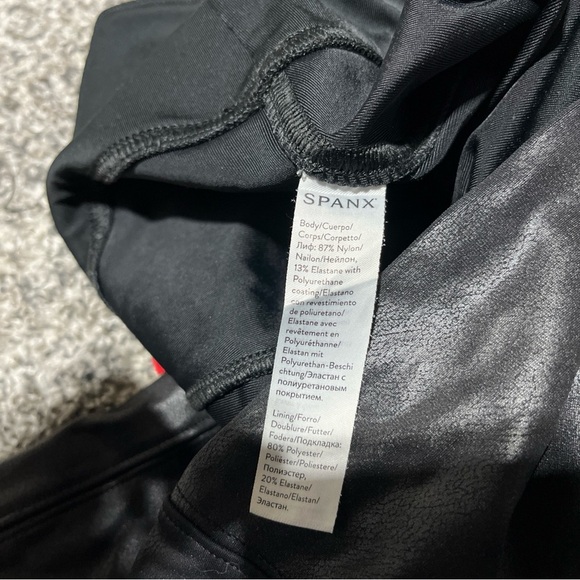 SPANX
Body/Cuerpo/
Corps/Corpetto/
Лиф: 87% Nylon/
Nailon/Нейлон,
13% Elastane with
Polyurethane
coating/Elastano
con revestimiento
de poliuretano/
Elastane avec
revêtement en
Polyuréthanne/
Elastan mit
Polyurethan-Beschi
chtung/Эластан с
полиуретановым
покрытием.
Lining/Forro/
Doublure/Futter/
Fodera/Подкладка:
80% Polyester/
Poliéster/Poliestere/
Полиэстер,
20% Elastane/
Elastano/Elastan/
Эластан.